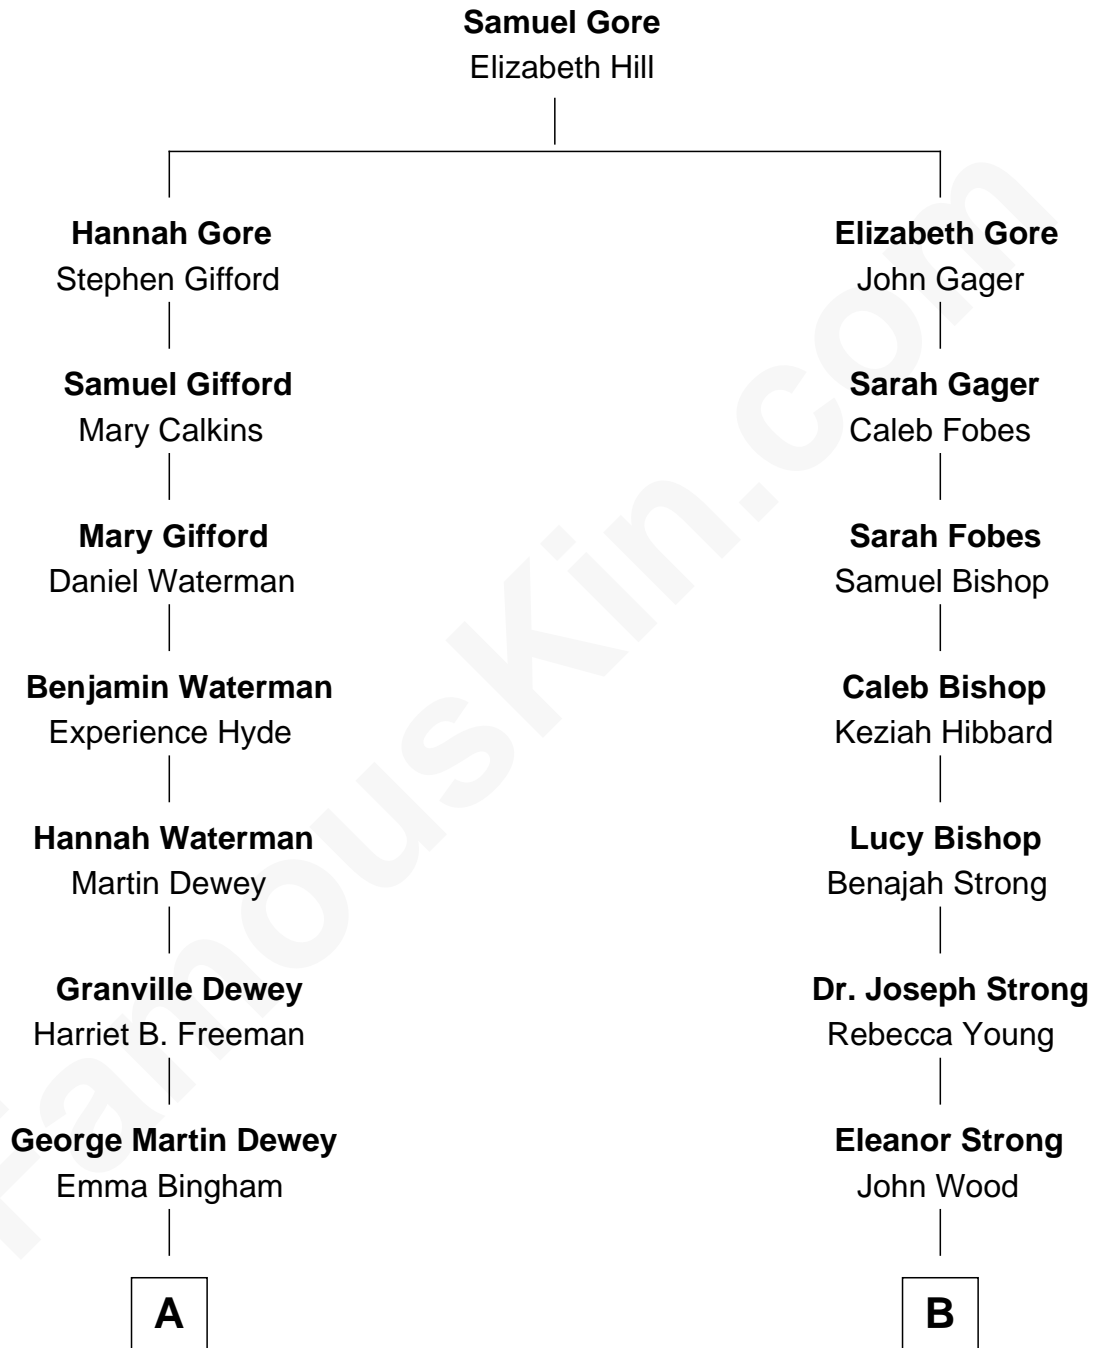 Samuel Gore
Elizabeth Hill
Hannah Gore
Stephen Gifford
Elizabeth Gore
John Gager
Samuel Gifford
Mary Calkins
Sarah Gager
Caleb Fobes
Mary Gifford
Daniel Waterman
Sarah Fobes
Samuel Bishop
Benjamin Waterman
Experience Hyde
Caleb Bishop
Keziah Hibbard
Hannah Waterman
Martin Dewey
Lucy Bishop
Benajah Strong
Granville Dewey
Harriet B. Freeman
Dr. Joseph Strong
Rebecca Young
George Martin Dewey
Emma Bingham
Eleanor Strong
John Wood
A
B
FamousKin.com